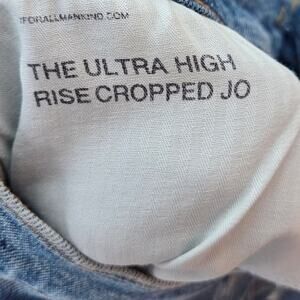 FORALLMANKIND.COM
THE ULTRA HIGH
RISE CROPPED JO